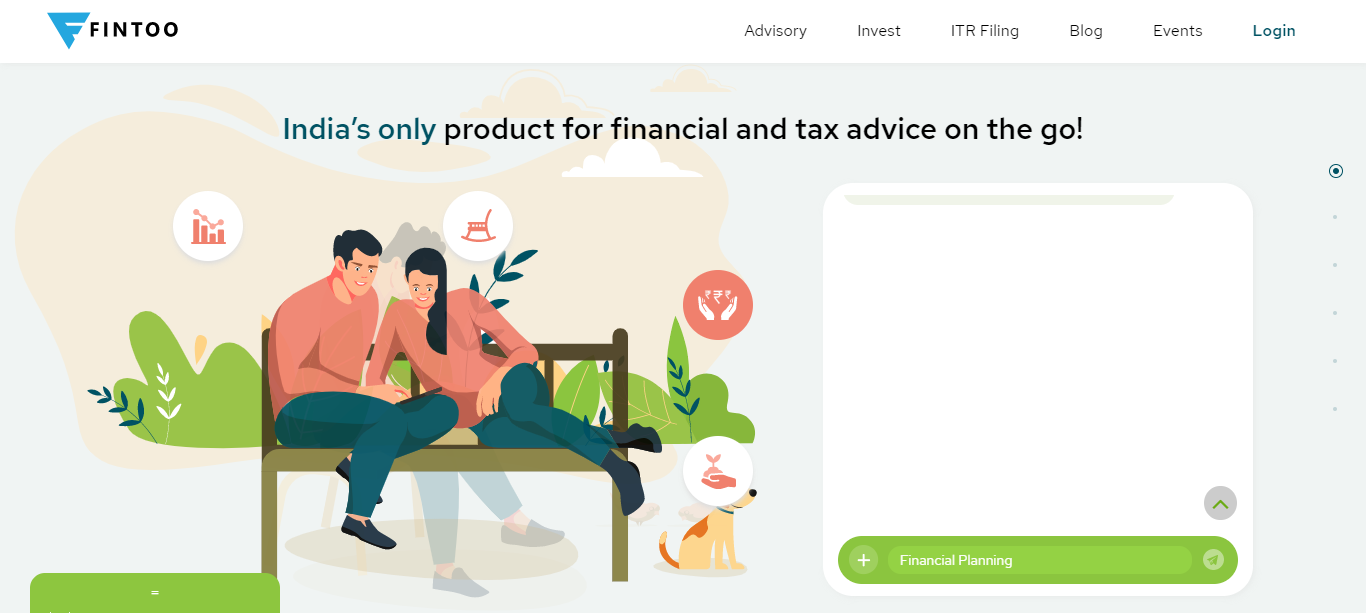 FINTOO
Advisory
Invest
ITR Filing
Blog
Events
Login
India’s only product for financial and tax advice on the go!
₹ ₹ ₹
Financial Planning
=